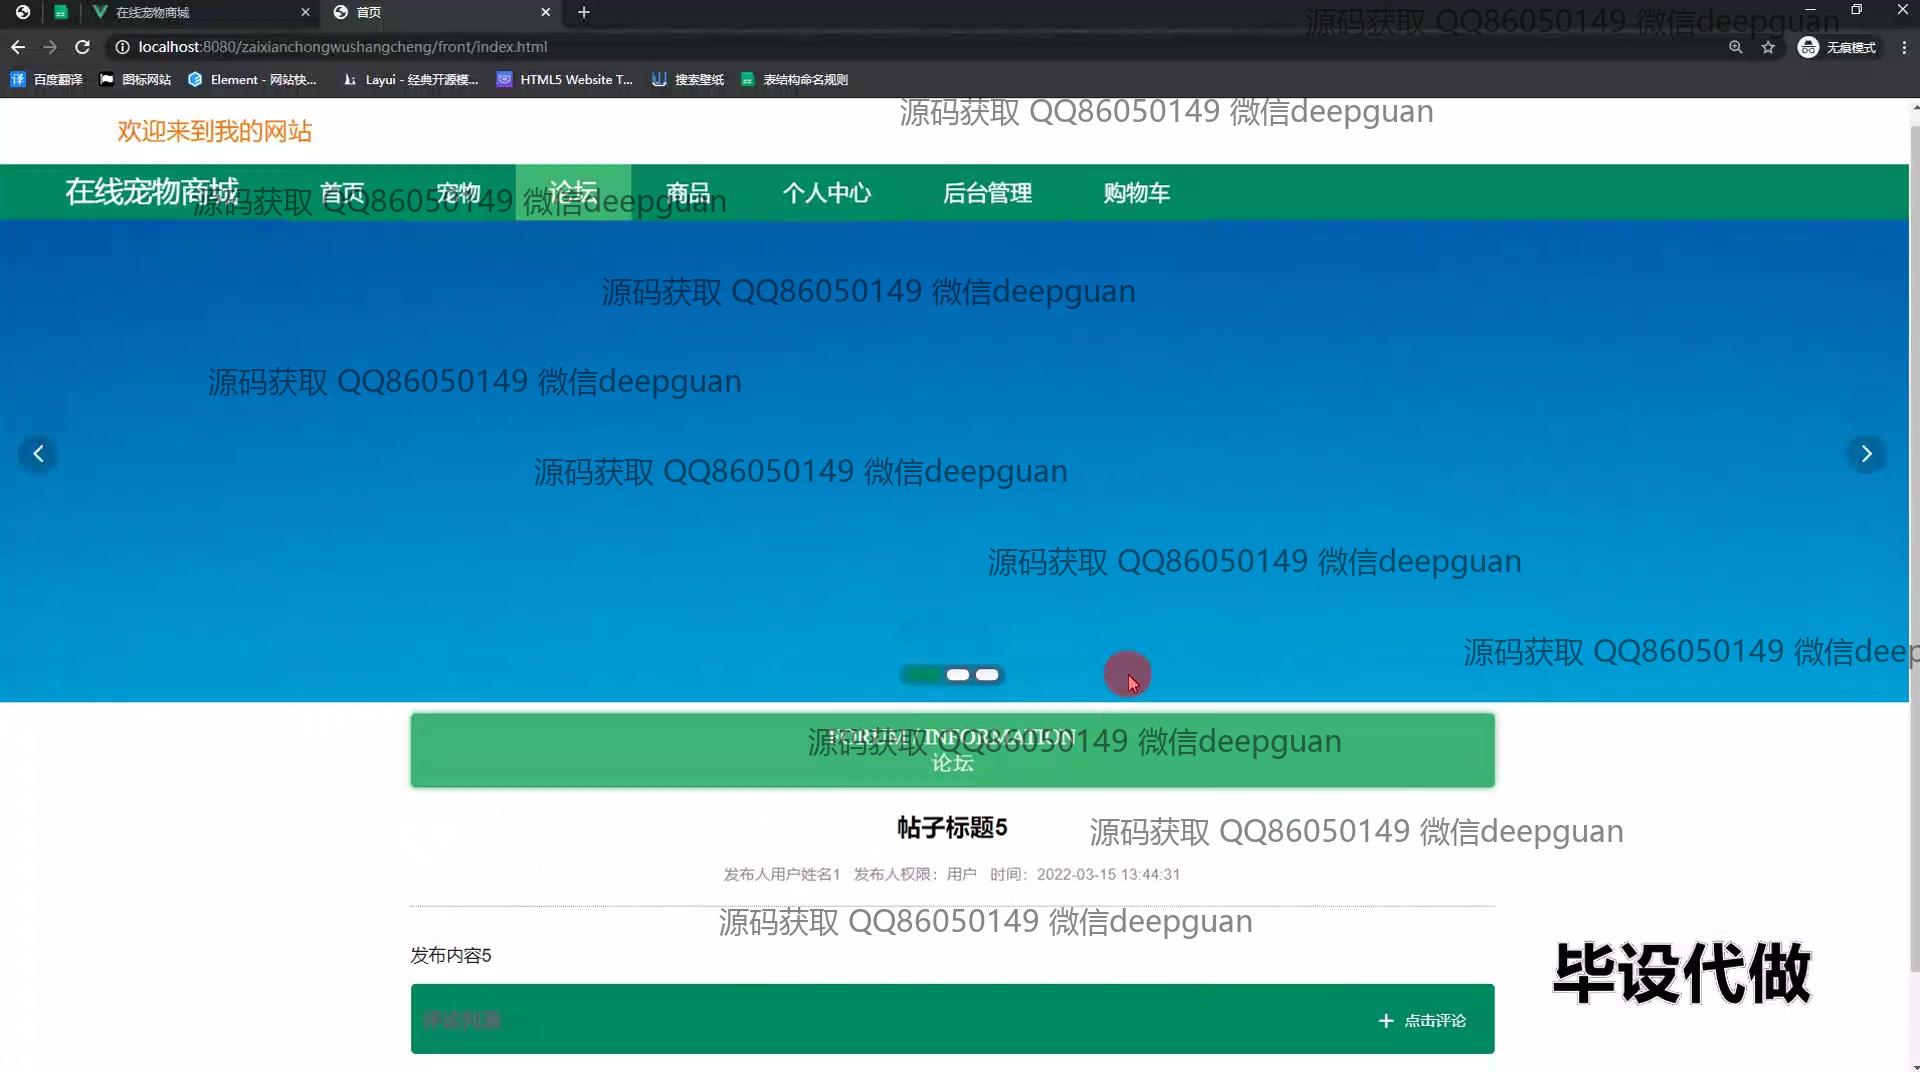 在线宠物商城
首页
源码获取 QQ86050149 微信deepguan
localhost:8080/zaixianchongwushangcheng/front/index.html
无痕模式
百度翻译
图标网站
Element - 网站快...
Layui - 经典开源模...
HTML5 Website T...
搜索壁纸
表结构命名规则
源码获取 QQ86050149 微信deepguan
欢迎来到我的网站
在线宠物商城 首页 宠物 论坛 商品 个人中心 后台管理 购物车
源码获取 QQ86050149 微信deepguan
源码获取 QQ86050149 微信deepguan
源码获取 QQ86050149 微信deepguan
源码获取 QQ86050149 微信deepguan
源码获取 QQ86050149 微信deepguan
源码获取 QQ86050149 微信deep
FORUM / INFORMATION
源码获取 QQ86050149 微信deepguan
论坛
帖子标题5
源码获取 QQ86050149 微信deepguan
发布人用户姓名1 发布人权限：用户 时间：2022-03-15 13:44:31
源码获取 QQ86050149 微信deepguan
发布内容5
毕设代做
评论列表
+ 点击评论